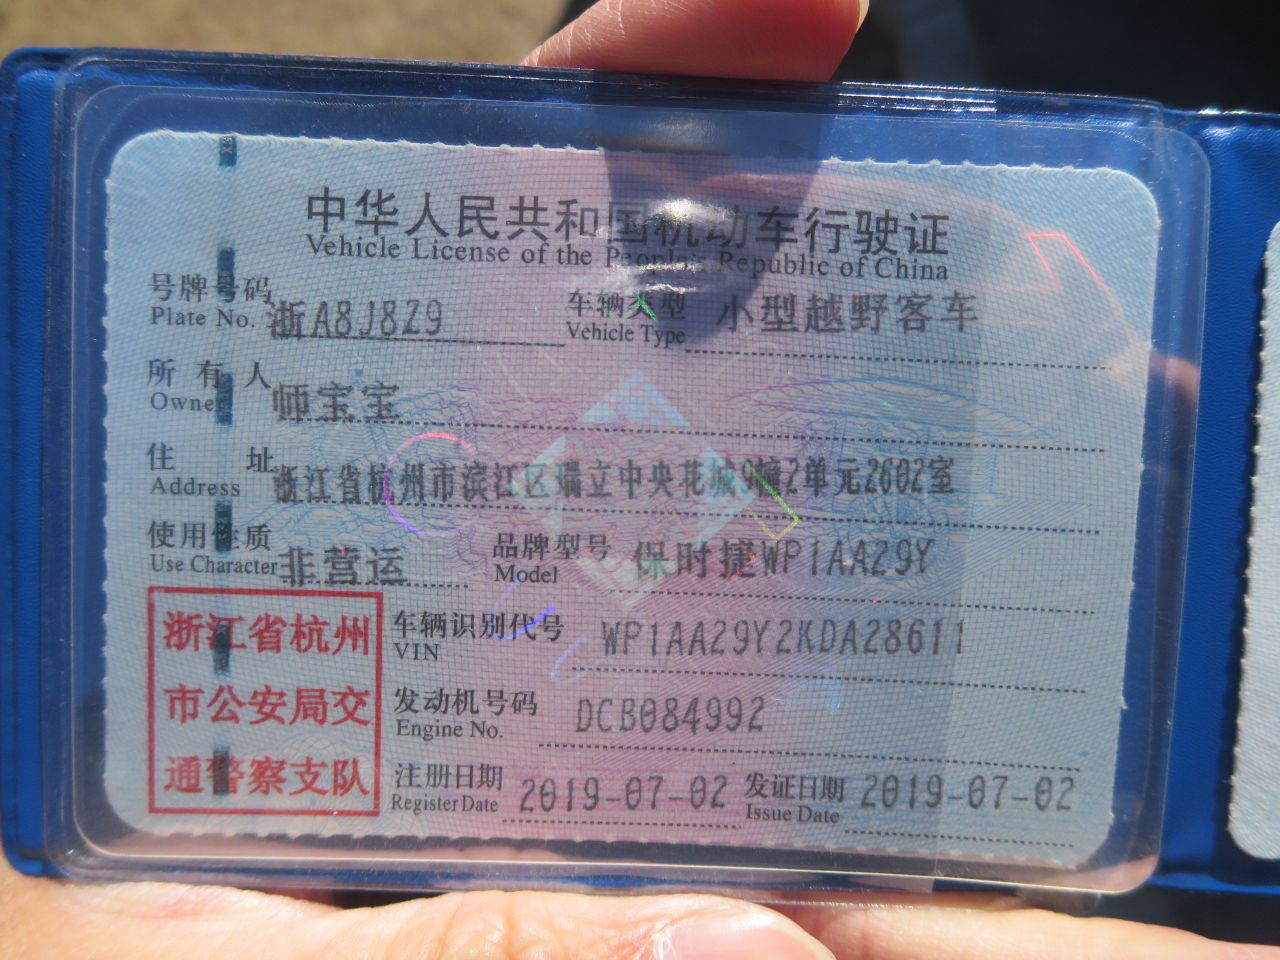 中华人民共和国机动车行驶证
Vehicle License of the People's Republic of China
号牌号码 浙A8J8Z9 车辆类型 小型越野客车
Plate No. Vehicle Type
所有人 师宝宝
Owner
住址 浙江省杭州市滨江区瑞立中央花城9幢2单元2602室
Address
使用性质 非营运 品牌型号 保时捷WP1AA29Y
Use Character Model
浙江省杭州
市公安局交
通警察支队
车辆识别代号 WP1AA29Y2KDA28611
VIN
发动机号码 DCB084992
Engine No.
注册日期 2019-07-02 发证日期 2019-07-02
Register Date Issue Date